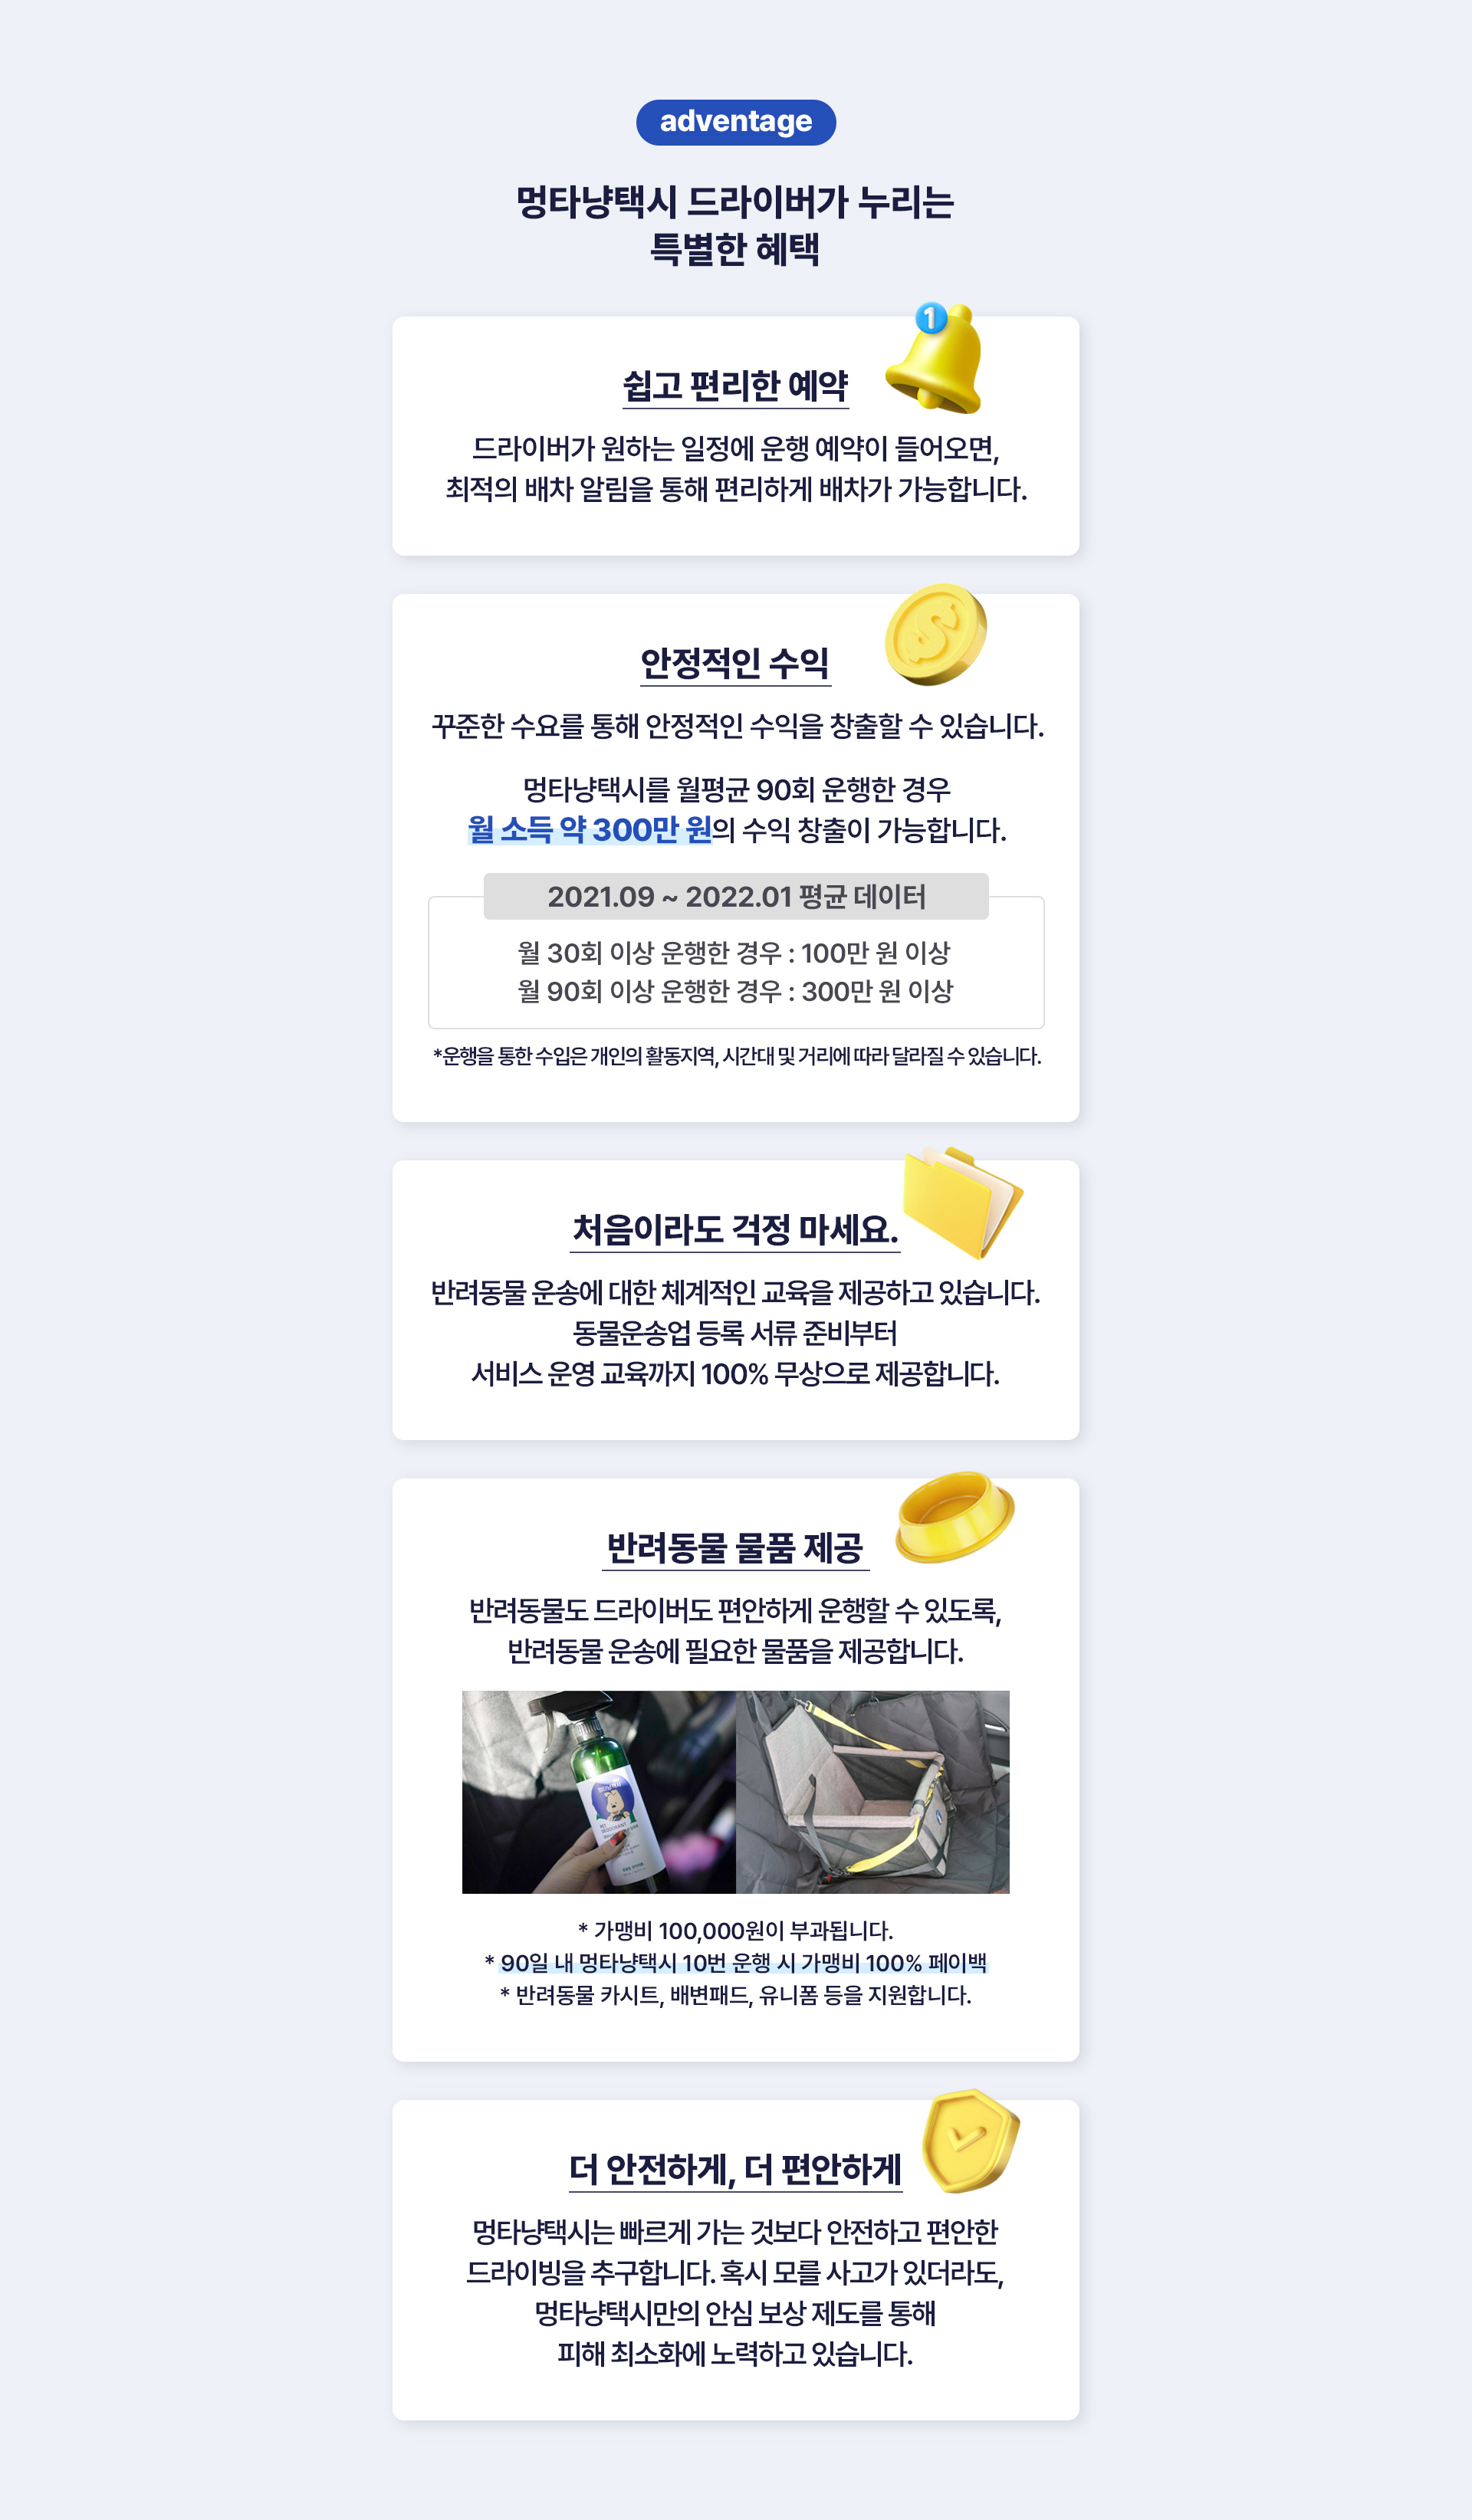 adventage
멍타냥택시 드라이버가 누리는
특별한 혜택
1
쉽고 편리한 예약
드라이버가 원하는 일정에 운행 예약이 들어오면,
최적의 배차 알림을 통해 편리하게 배차가 가능합니다.
$
안정적인 수익
꾸준한 수요를 통해 안정적인 수익을 창출할 수 있습니다.
멍타냥택시를 월평균 90회 운행한 경우
월 소득 약 300만 원의 수익 창출이 가능합니다.
2021.09 ~ 2022.01 평균 데이터
월 30회 이상 운행한 경우 : 100만 원 이상
월 90회 이상 운행한 경우 : 300만 원 이상
*운행을 통한 수입은 개인의 활동지역, 시간대 및 거리에 따라 달라질 수 있습니다.
처음이라도 걱정 마세요.
반려동물 운송에 대한 체계적인 교육을 제공하고 있습니다.
동물운송업 등록 서류 준비부터
서비스 운영 교육까지 100% 무상으로 제공합니다.
반려동물 물품 제공
반려동물도 드라이버도 편안하게 운행할 수 있도록,
반려동물 운송에 필요한 물품을 제공합니다.
멍타냥택시
PET
DEODORANT
* 가맹비 100,000원이 부과됩니다.
* 90일 내 멍타냥택시 10번 운행 시 가맹비 100% 페이백
* 반려동물 카시트, 배변패드, 유니폼 등을 지원합니다.
더 안전하게, 더 편안하게
멍타냥택시는 빠르게 가는 것보다 안전하고 편안한
드라이빙을 추구합니다. 혹시 모를 사고가 있더라도,
멍타냥택시만의 안심 보상 제도를 통해
피해 최소화에 노력하고 있습니다.